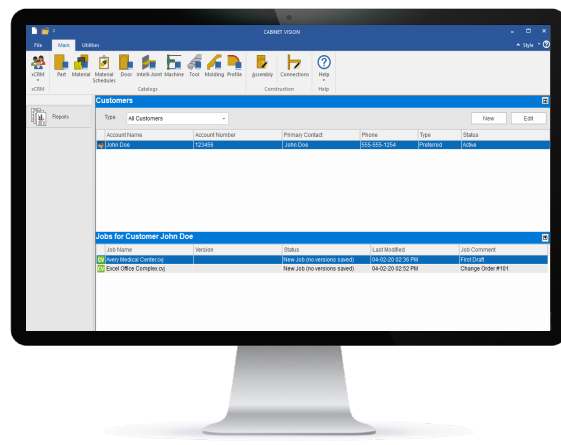 CABINET VISION
File Main Utilities
Style
xCRM Part Material Material Schedules Door Intelli-Joint Machine Tool Molding Profile Assembly Connections Help
xCRM Catalogs Construction Help
Customers
Reports
Type All Customers New Edit
Account Name Account Number Primary Contact Phone Type Status
John Doe 123456 John Doe 555-555-1254 Preferred Active
Jobs for Customer John Doe
Job Name Version Status Last Modified Job Comment
CV Avery Medical Center.cvj New Job (no versions saved) 04-02-20 02:36 PM First Draft
CV Excel Office Complex.cvj New Job (no versions saved) 04-02-20 02:52 PM Change Order #101